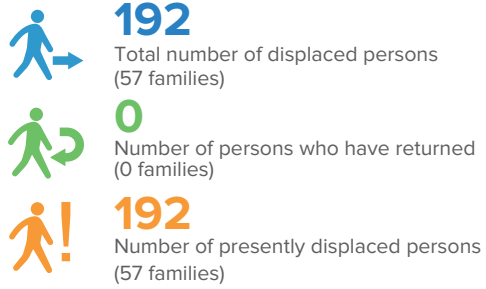 192
Total number of displaced persons
(57 families)
0
Number of persons who have returned
(0 families)
192
Number of presently displaced persons
(57 families)